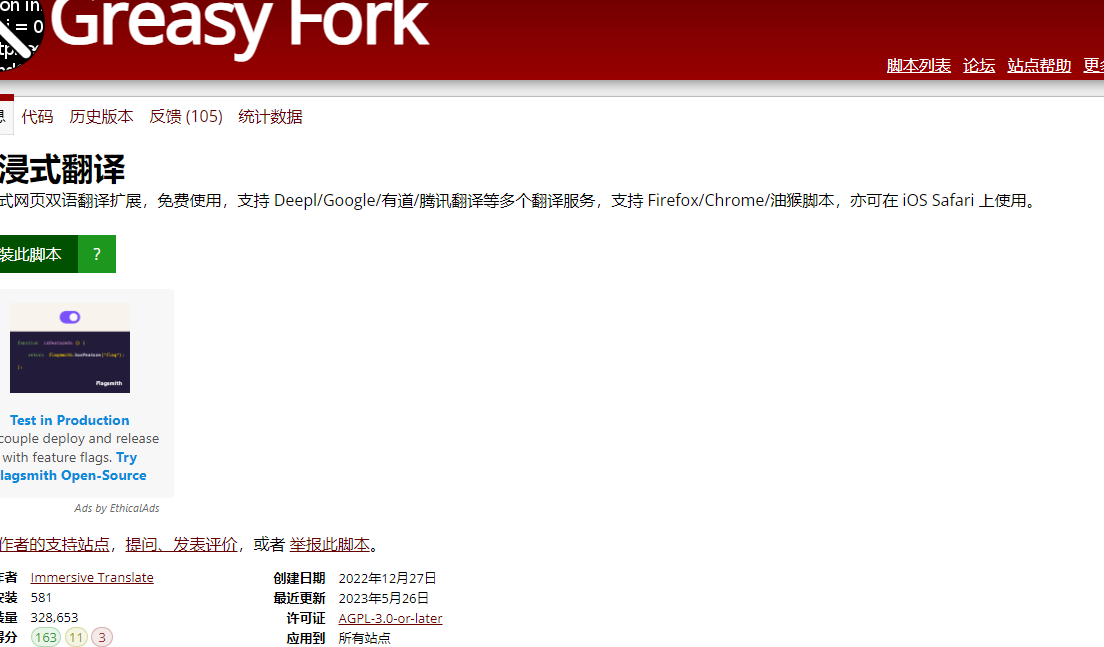 on in
Greasy Fork
i = 0
脚本列表 论坛 站点帮助
代码 历史版本 反馈 (105) 统计数据
浸式翻译
式网页双语翻译扩展，免费使用，支持 Deepl/Google/有道/腾讯翻译等多个翻译服务，支持 Firefox/Chrome/油猴脚本，亦可在 iOS Safari 上使用。
装此脚本 ?
Flagsmith
Test in Production
couple deploy and release
with feature flags. Try
lagsmith Open-Source
Ads by EthicalAds
作者的支持站点，提问、发表评价，或者 举报此脚本。
作者 Immersive Translate 创建日期 2022年12月27日
安装 581 最近更新 2023年5月26日
装量 328,653 许可证 AGPL-3.0-or-later
得分 163 11 3 应用到 所有站点